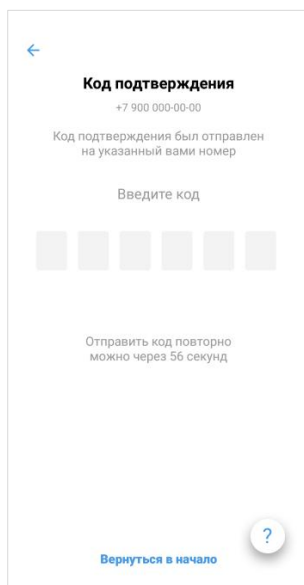 Код подтверждения
+7 900 000-00-00
Код подтверждения был отправлен
на указанный вами номер
Введите код
Отправить код повторно
можно через 56 секунд
?
Вернуться в начало